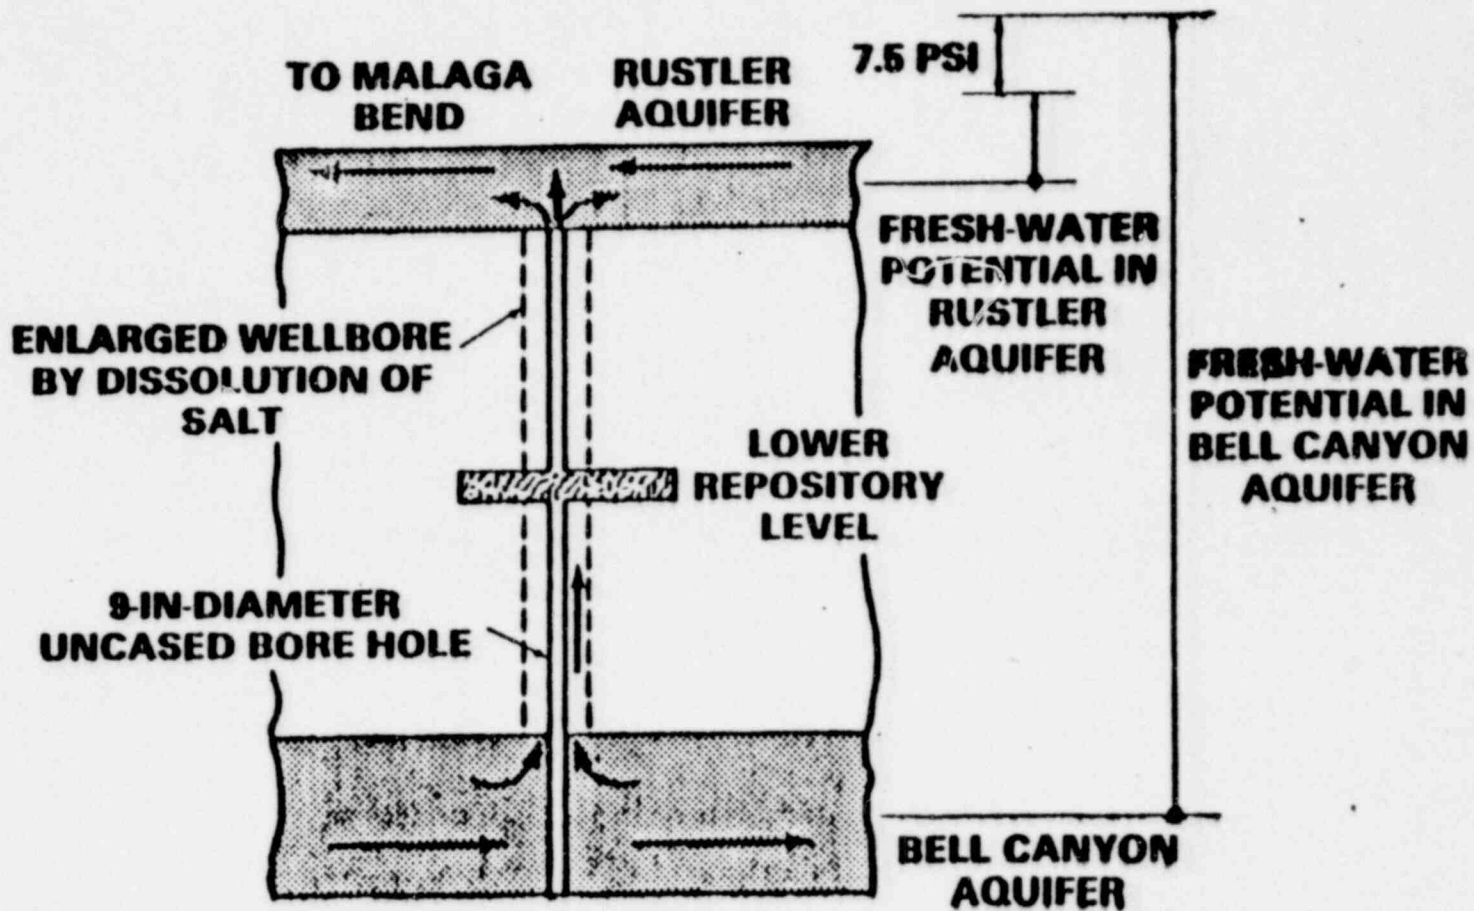 7.5 PSI
TO MALAGA
BEND
RUSTLER
AQUIFER
FRESH-WATER
POTENTIAL IN
RUSTLER
AQUIFER
ENLARGED WELLBORE
BY DISSOLUTION OF
SALT
FRESH-WATER
POTENTIAL IN
BELL CANYON
AQUIFER
LOWER
REPOSITORY
LEVEL
9-IN-DIAMETER
UNCASED BORE HOLE
BELL CANYON
AQUIFER